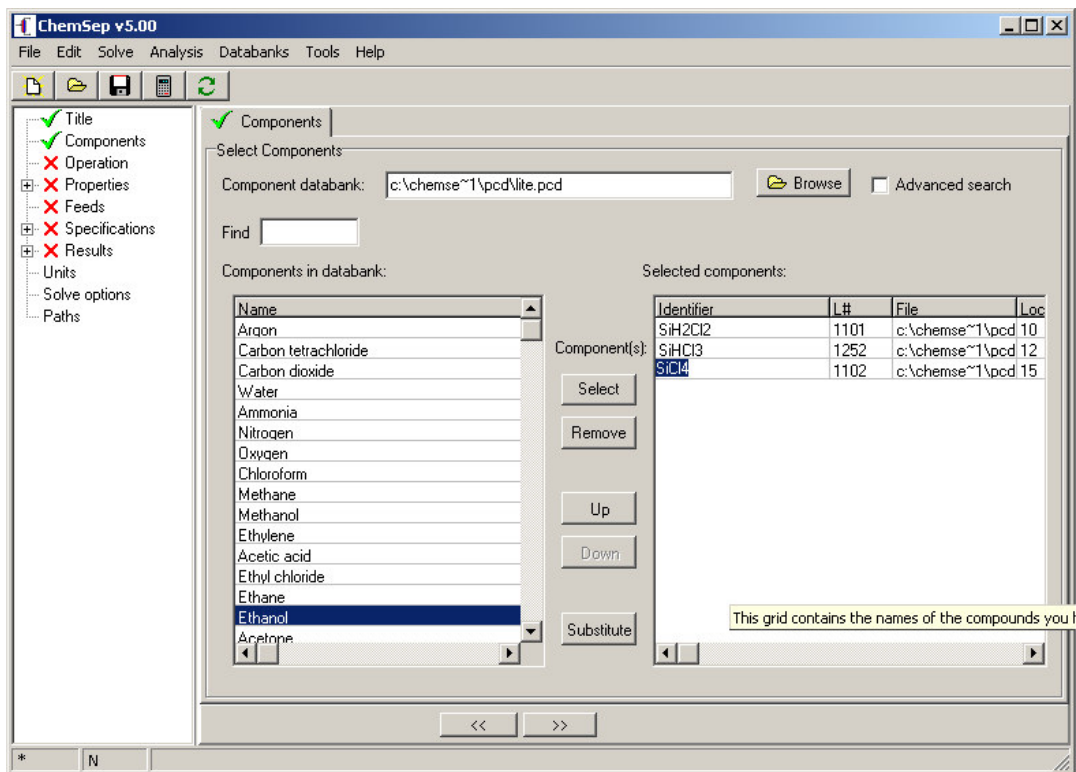 ChemSep v5.00
File Edit Solve Analysis Databanks Tools Help
Title
Components
Operation
Properties
Feeds
Specifications
Results
Units
Solve options
Paths
Components
Select Components
Component databank: c:\chemse~1\pcd\lite.pcd Browse Advanced search
Find
Components in databank:
Name
Argon
Carbon tetrachloride
Carbon dioxide
Water
Ammonia
Nitrogen
Oxygen
Chloroform
Methane
Methanol
Ethylene
Acetic acid
Ethyl chloride
Ethane
Ethanol
Acetone
Component(s):
Select
Remove
Up
Down
Substitute
Selected components:
Identifier L# File Loc
SiH2Cl2 1101 c:\chemse~1\pcd 10
SiHCl3 1252 c:\chemse~1\pcd 12
SiCl4 1102 c:\chemse~1\pcd 15
This grid contains the names of the compounds you h
<< >>
* N